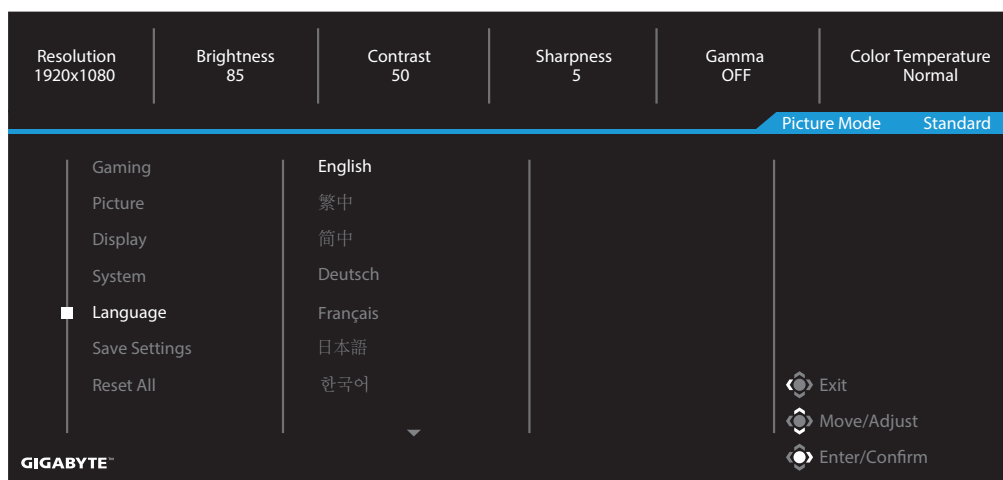 Resolution
1920x1080
Brightness
85
Contrast
50
Sharpness
5
Gamma
OFF
Color Temperature
Normal
Picture Mode Standard
Gaming
Picture
Display
System
Language
Save Settings
Reset All
English
繁中
简中
Deutsch
Français
日本語
한국어
Exit
Move/Adjust
Enter/Confirm
GIGABYTE™